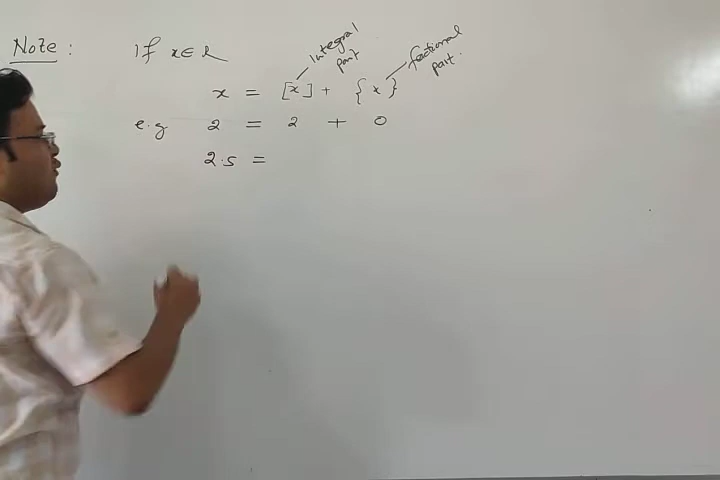 Note : If x ∈ R
x = [x] + {x}
integral part
fractional part.
e.g 2 = 2 + 0
2.5 =